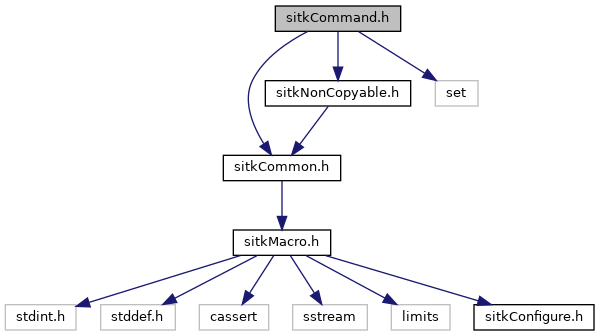 sitkCommand.h
sitkNonCopyable.h
set
sitkCommon.h
sitkMacro.h
stdint.h
stddef.h
cassert
sstream
limits
sitkConfigure.h